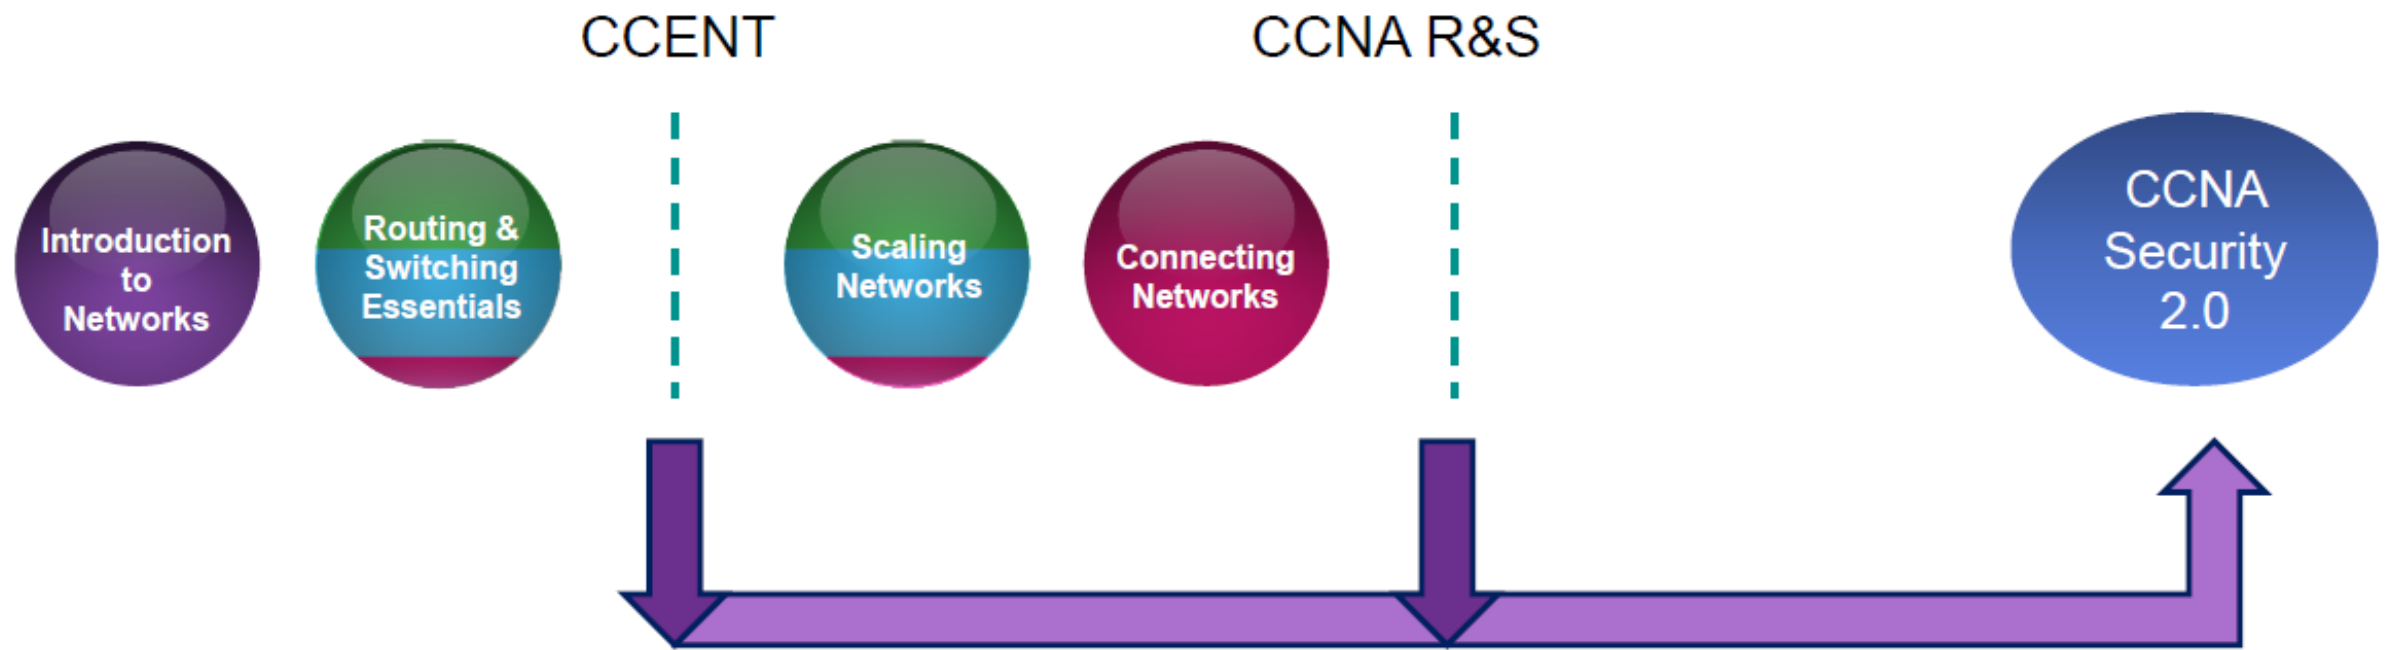 CCENT
CCNA R&S
Introduction
to
Networks
Routing &
Switching
Essentials
Scaling
Networks
Connecting
Networks
CCNA
Security
2.0